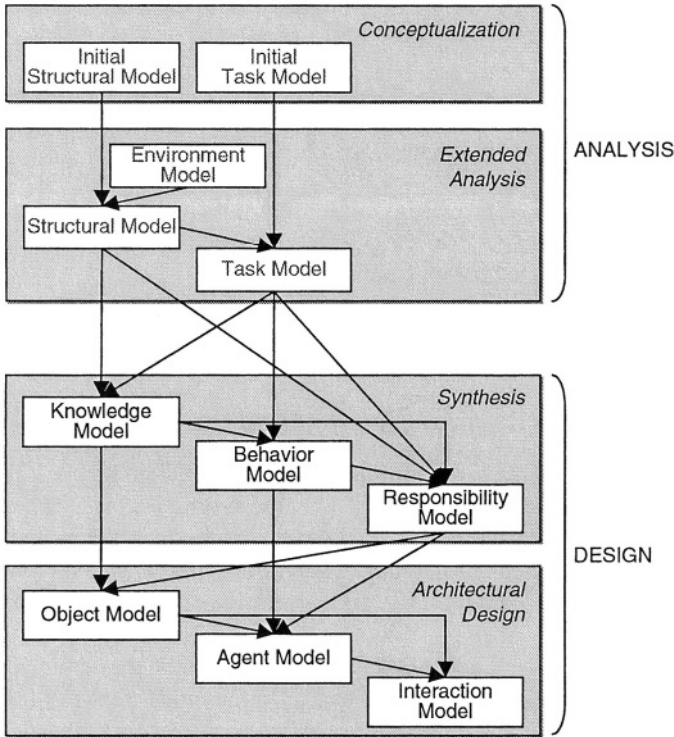 Conceptualization
Initial
Structural Model
Initial
Task Model
ANALYSIS
Extended
Analysis
Environment
Model
Structural Model
Task Model
Synthesis
Knowledge
Model
Behavior
Model
Responsibility
Model
DESIGN
Architectural
Design
Object Model
Agent Model
Interaction
Model